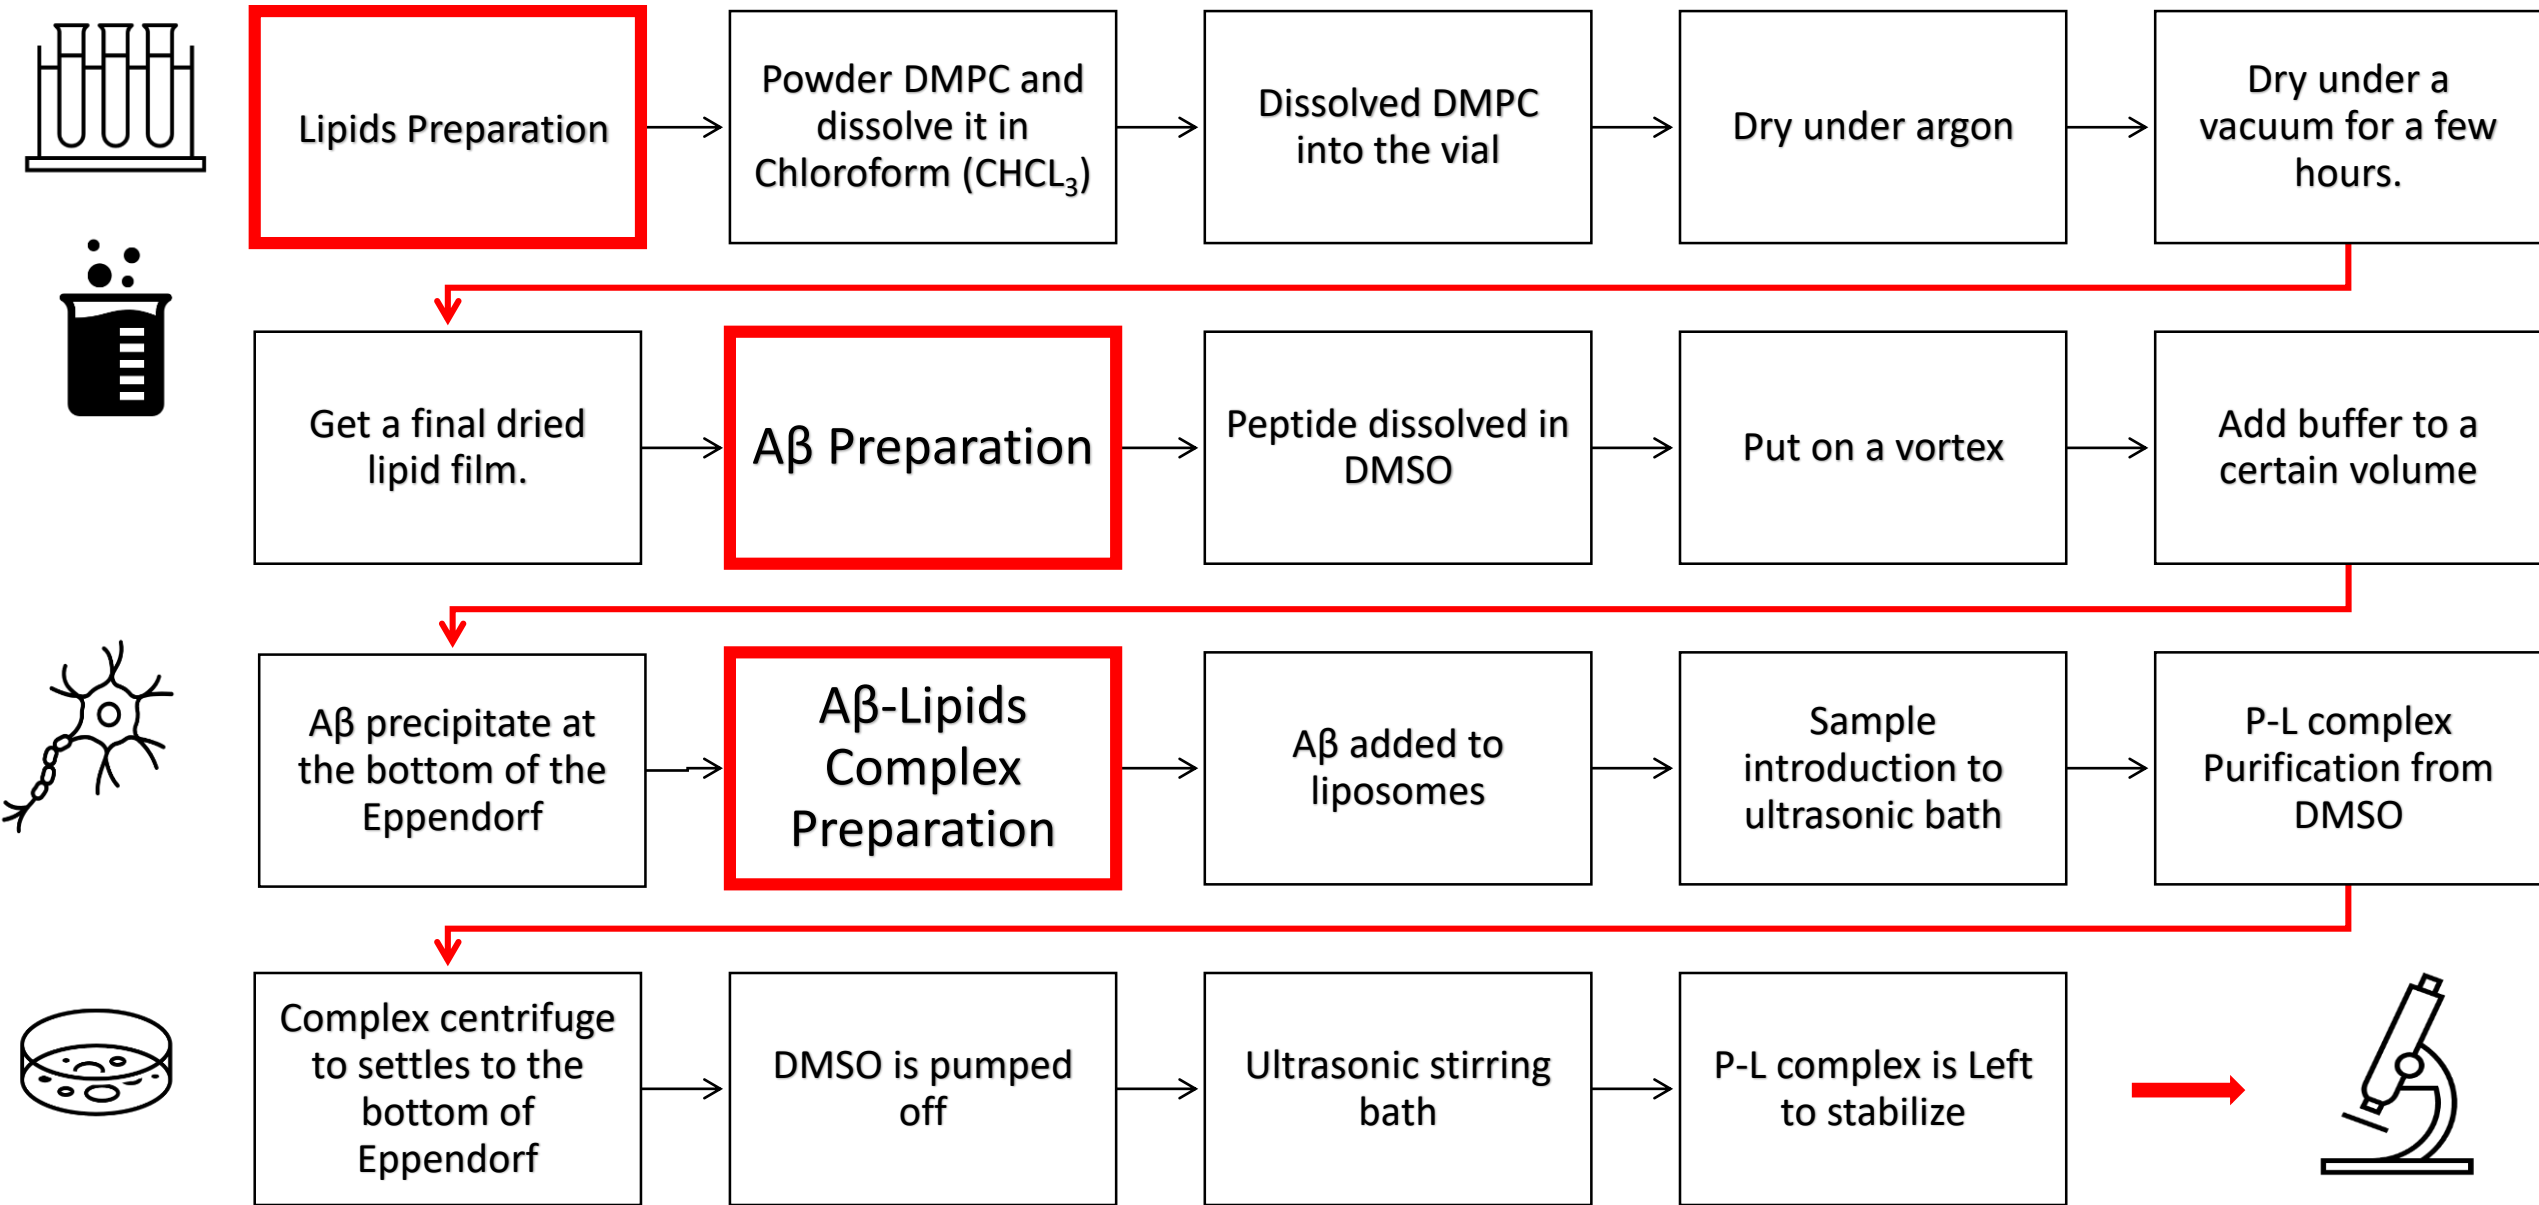 Lipids Preparation
Powder DMPC and
dissolve it in
Chloroform (CHCL₃)
Dissolved DMPC
into the vial
Dry under argon
Dry under a
vacuum for a few
hours.
Get a final dried
lipid film.
Aβ Preparation
Peptide dissolved in
DMSO
Put on a vortex
Add buffer to a
certain volume
Aβ precipitate at
the bottom of the
Eppendorf
Aβ-Lipids
Complex
Preparation
Aβ added to
liposomes
Sample
introduction to
ultrasonic bath
P-L complex
Purification from
DMSO
Complex centrifuge
to settles to the
bottom of
Eppendorf
DMSO is pumped
off
Ultrasonic stirring
bath
P-L complex is Left
to stabilize